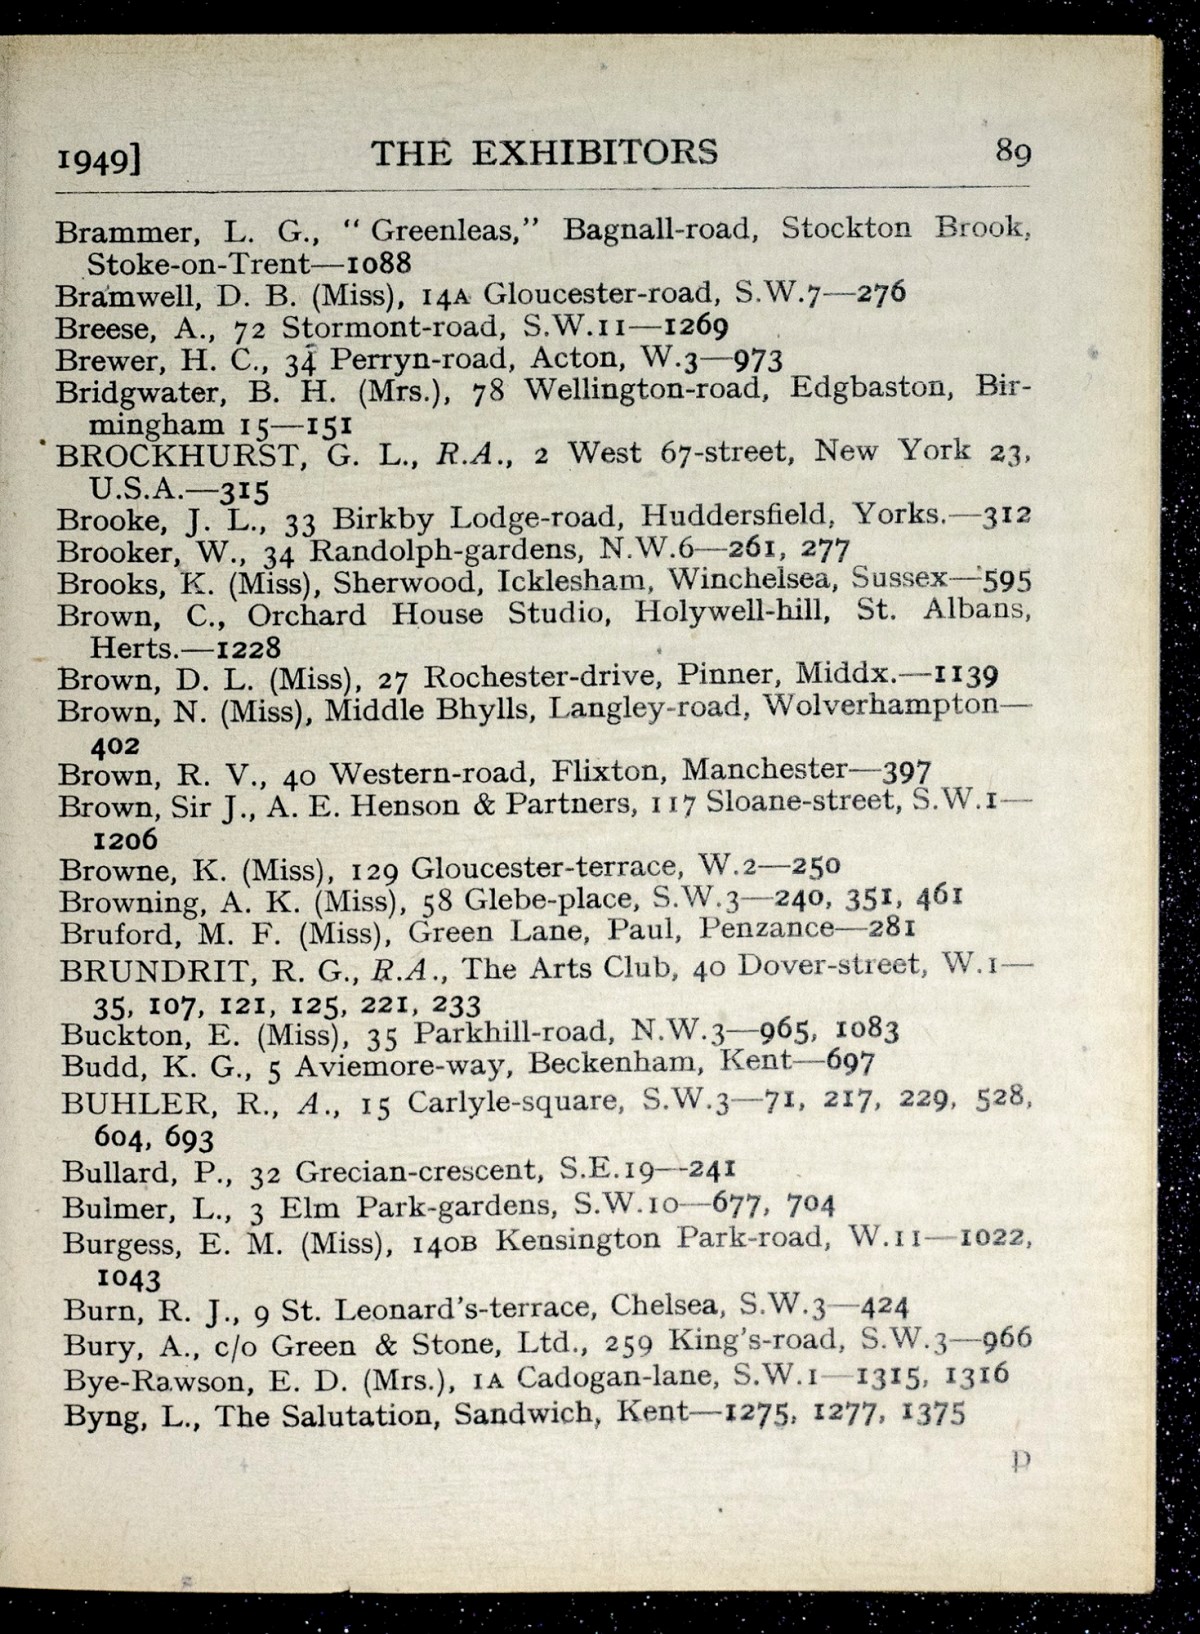 1949] THE EXHIBITORS 89
Brammer, L. G., “ Greenleas,” Bagnall-road, Stockton Brook,
Stoke-on-Trent—1088
Bramwell, D. B. (Miss), 14A Gloucester-road, S.W.7—276
Breese, A., 72 Stormont-road, S.W.11—1269
Brewer, H. C., 34 Perryn-road, Acton, W.3—973
Bridgwater, B. H. (Mrs.), 78 Wellington-road, Edgbaston, Bir-
mingham 15—151
BROCKHURST, G. L., R.A., 2 West 67-street, New York 23,
U.S.A.—315
Brooke, J. L., 33 Birkby Lodge-road, Huddersfield, Yorks.—312
Brooker, W., 34 Randolph-gardens, N.W.6—261, 277
Brooks, K. (Miss), Sherwood, Icklesham, Winchelsea, Sussex—595
Brown, C., Orchard House Studio, Holywell-hill, St. Albans,
Herts.—1228
Brown, D. L. (Miss), 27 Rochester-drive, Pinner, Middx.—1139
Brown, N. (Miss), Middle Bhylls, Langley-road, Wolverhampton—
402
Brown, R. V., 40 Western-road, Flixton, Manchester—397
Brown, Sir J., A. E. Henson & Partners, 117 Sloane-street, S.W.1—
1206
Browne, K. (Miss), 129 Gloucester-terrace, W.2—250
Browning, A. K. (Miss), 58 Glebe-place, S.W.3—240, 351, 461
Bruford, M. F. (Miss), Green Lane, Paul, Penzance—281
BRUNDRIT, R. G., R.A., The Arts Club, 40 Dover-street, W.1—
35, 107, 121, 125, 221, 233
Buckton, E. (Miss), 35 Parkhill-road, N.W.3—965, 1083
Budd, K. G., 5 Aviemore-way, Beckenham, Kent—697
BUHLER, R., A., 15 Carlyle-square, S.W.3—71, 217, 229, 528,
604, 693
Bullard, P., 32 Grecian-crescent, S.E.19—241
Bulmer, L., 3 Elm Park-gardens, S.W.10—677, 704
Burgess, E. M. (Miss), 140B Kensington Park-road, W.11—1022,
1043
Burn, R. J., 9 St. Leonard’s-terrace, Chelsea, S.W.3—424
Bury, A., c/o Green & Stone, Ltd., 259 King’s-road, S.W.3—966
Bye-Rawson, E. D. (Mrs.), 1A Cadogan-lane, S.W.1—1315, 1316
Byng, L., The Salutation, Sandwich, Kent—1275, 1277, 1375
D